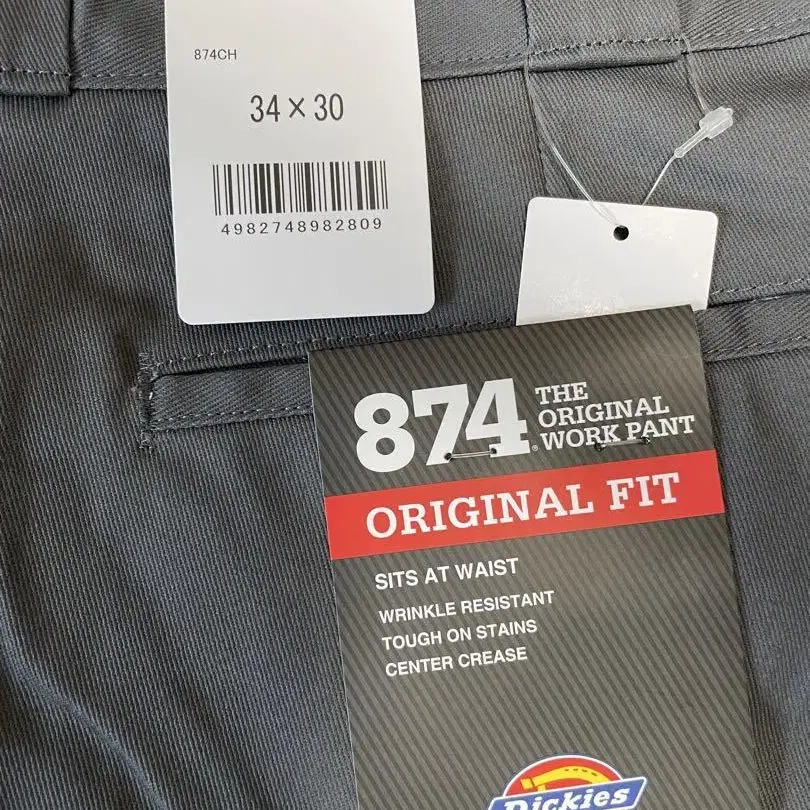 874CH
34×30
4982748982809
874® THE
ORIGINAL
WORK PANT
ORIGINAL FIT
SITS AT WAIST
WRINKLE RESISTANT
TOUGH ON STAINS
CENTER CREASE
Dickies